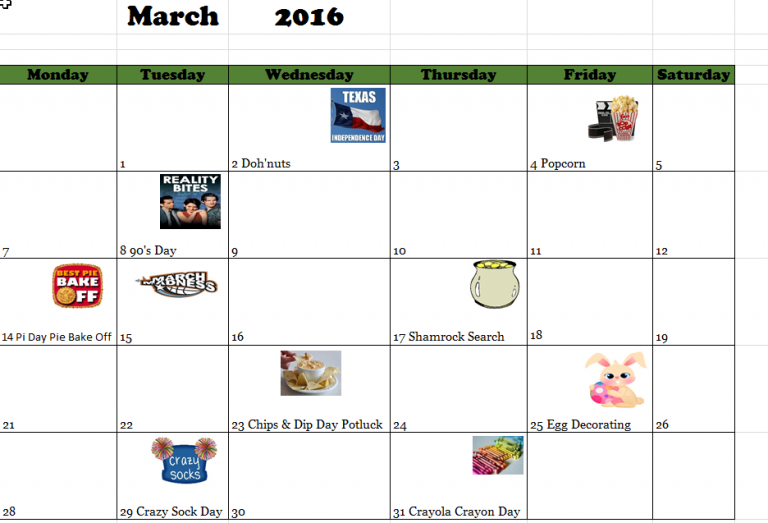 March 2016
Monday Tuesday Wednesday Thursday Friday Saturday
TEXAS
INDEPENDENCE DAY
1 2 Doh'nuts 3 4 Popcorn 5
REALITY
BITES
7 8 90's Day 9 10 11 12
BEST PIE
BAKE
OFF
MARCH
14 Pi Day Pie Bake Off 15 16 17 Shamrock Search 18 19
21 22 23 Chips & Dip Day Potluck 24 25 Egg Decorating 26
crazy
socks
28 29 Crazy Sock Day 30 31 Crayola Crayon Day